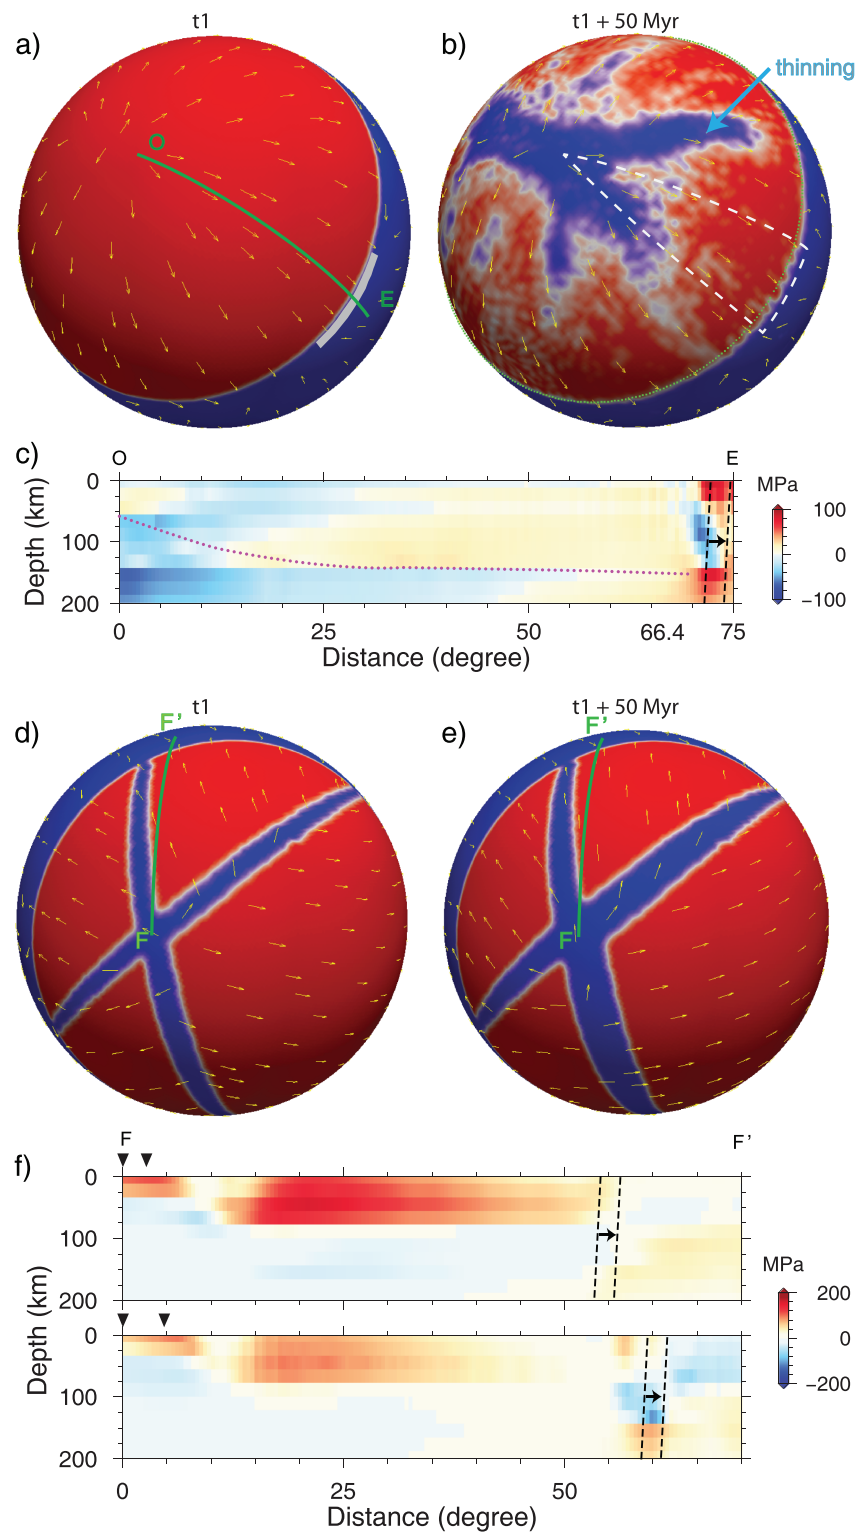 t1
t1 + 50 Myr
a)
b)
thinning
O
E
c)
O
E
0
100
200
Depth (km)
0
25
50
66.4
75
Distance (degree)
MPa
100
0
−100
t1
t1 + 50 Myr
d)
e)
F’
F’
F
F
F
F’
f)
0
100
200
0
100
200
Depth (km)
0
25
50
Distance (degree)
MPa
200
0
−200